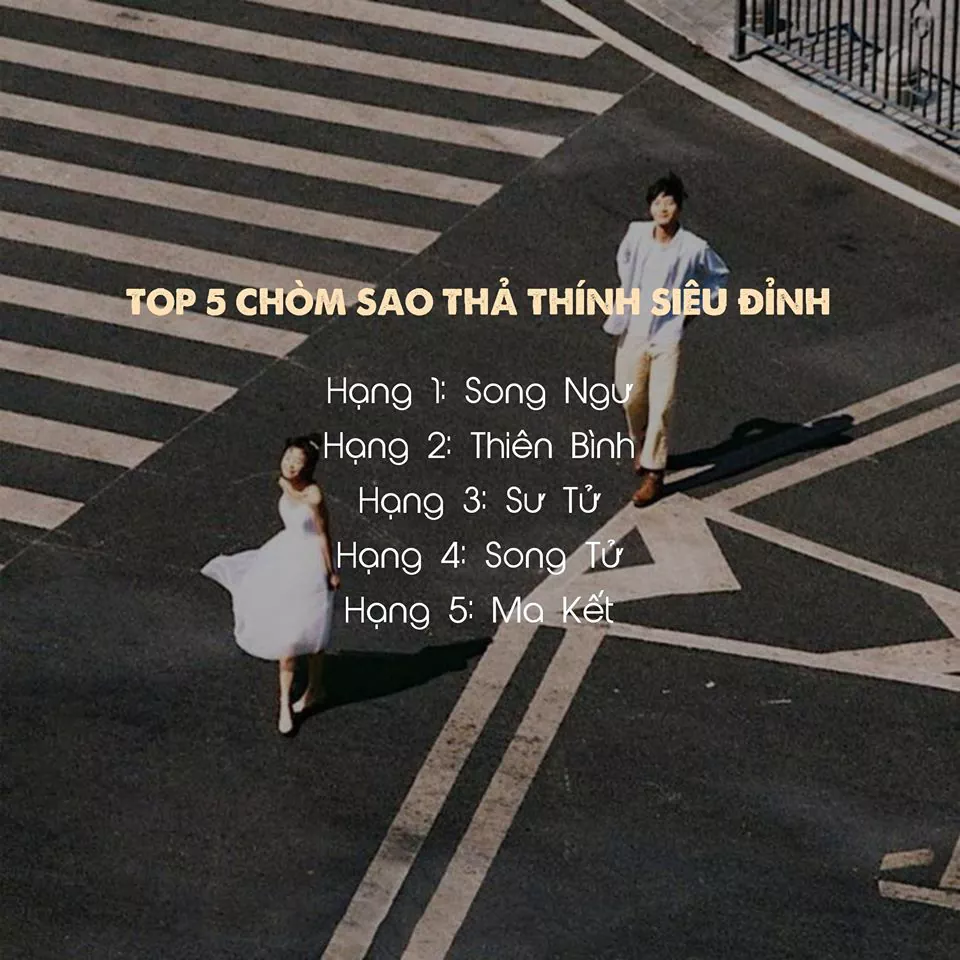 TOP 5 CHÒM SAO THẢ THÍNH SIÊU ĐỈNH
Hạng 1: Song Ngư
Hạng 2: Thiên Bình
Hạng 3: Sư Tử
Hạng 4: Song Tử
Hạng 5: Ma Kết